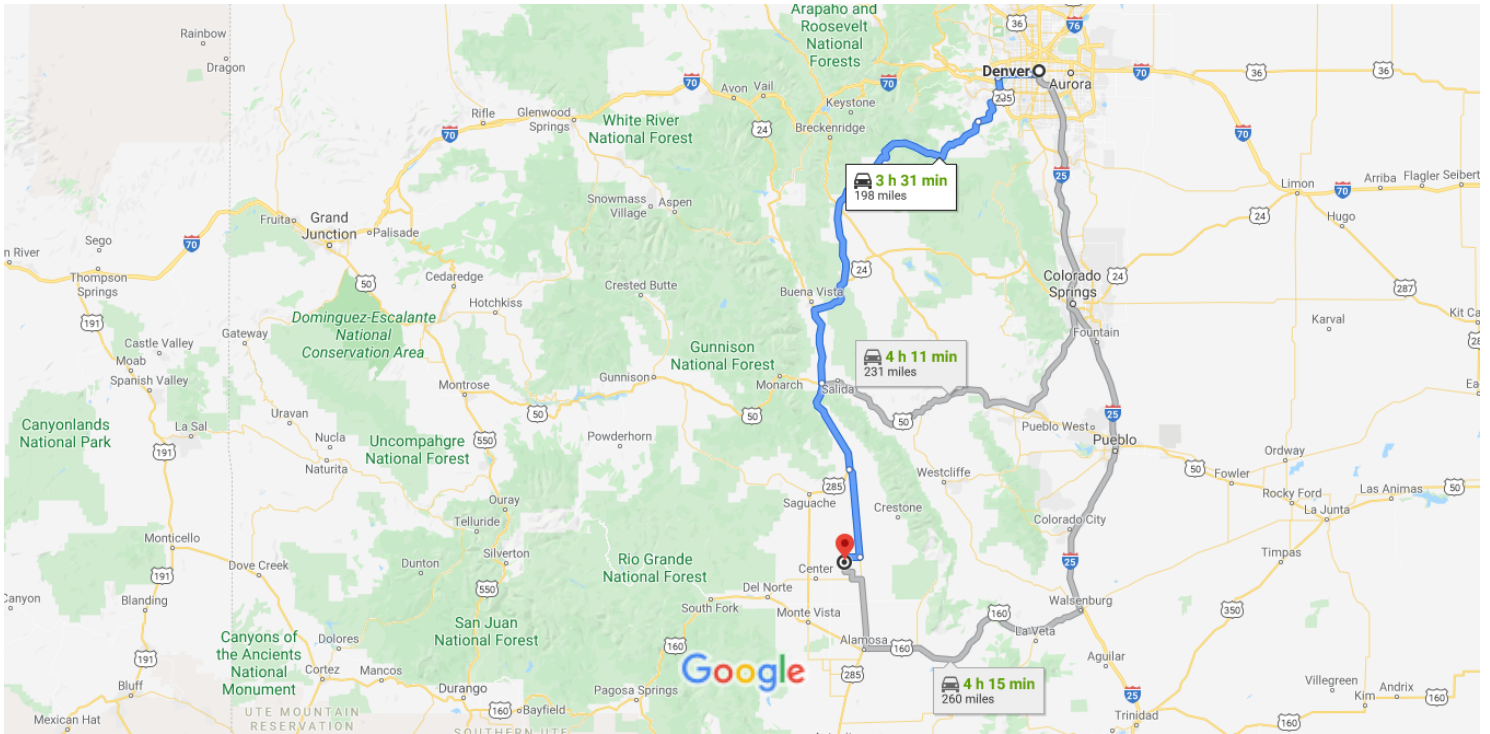 Arapaho and
Roosevelt
National
Forests
36
76
Rainbow
Dragon
Denver
Aurora
70
36
36
70
Avon
Vail
70
Keystone
Breckenridge
285
Rifle
Glenwood
Springs
White River
National Forest
24
70
70
3 h 31 min
198 miles
25
Limon
70
Arriba
Flagler
Seibert
Snowmass
Village
Aspen
24
Hugo
Fruita
Grand
Junction
Palisade
Sego
70
Thompson
Springs
50
Cedaredge
Crested Butte
24
Buena Vista
Colorado
Springs
24
287
Hotchkiss
191
Gateway
Dominguez-Escalante
National
Conservation Area
Fountain
Karval
Castle Valley
Moab
Spanish Valley
Gunnison
National Forest
4 h 11 min
231 miles
Montrose
Gunnison
Monarch
Salida
50
50
50
25
Uravan
Canyonlands
National Park
La Sal
191
Nucla
Naturita
Uncompahgre
National Forest
550
Powderhorn
Pueblo West
Pueblo
50
Fowler
Ordway
Rocky Ford
Las Animas
50
La Junta
Westcliffe
285
Saguache
Crestone
Ouray
Telluride
Colorado City
Monticello
191
Dove Creek
Dunton
Silverton
550
Rio Grande
National Forest
Center
25
Timpas
Canyon
Blanding
Del Norte
South Fork
Monte Vista
Walsenburg
160
350
San Juan
National Forest
Dolores
Canyons of
the Ancients
National
Monument
160
Alamosa
160
La Veta
191
Cortez
Mancos
Google
285
4 h 15 min
260 miles
Aguilar
Bluff
Durango
Bayfield
Pagosa Springs
25
Villegreen
Kim
Andrix
Mexican Hat
UTE MOUNTAIN
RESERVATION
SOUTHERN UTE
Trinidad
160
160